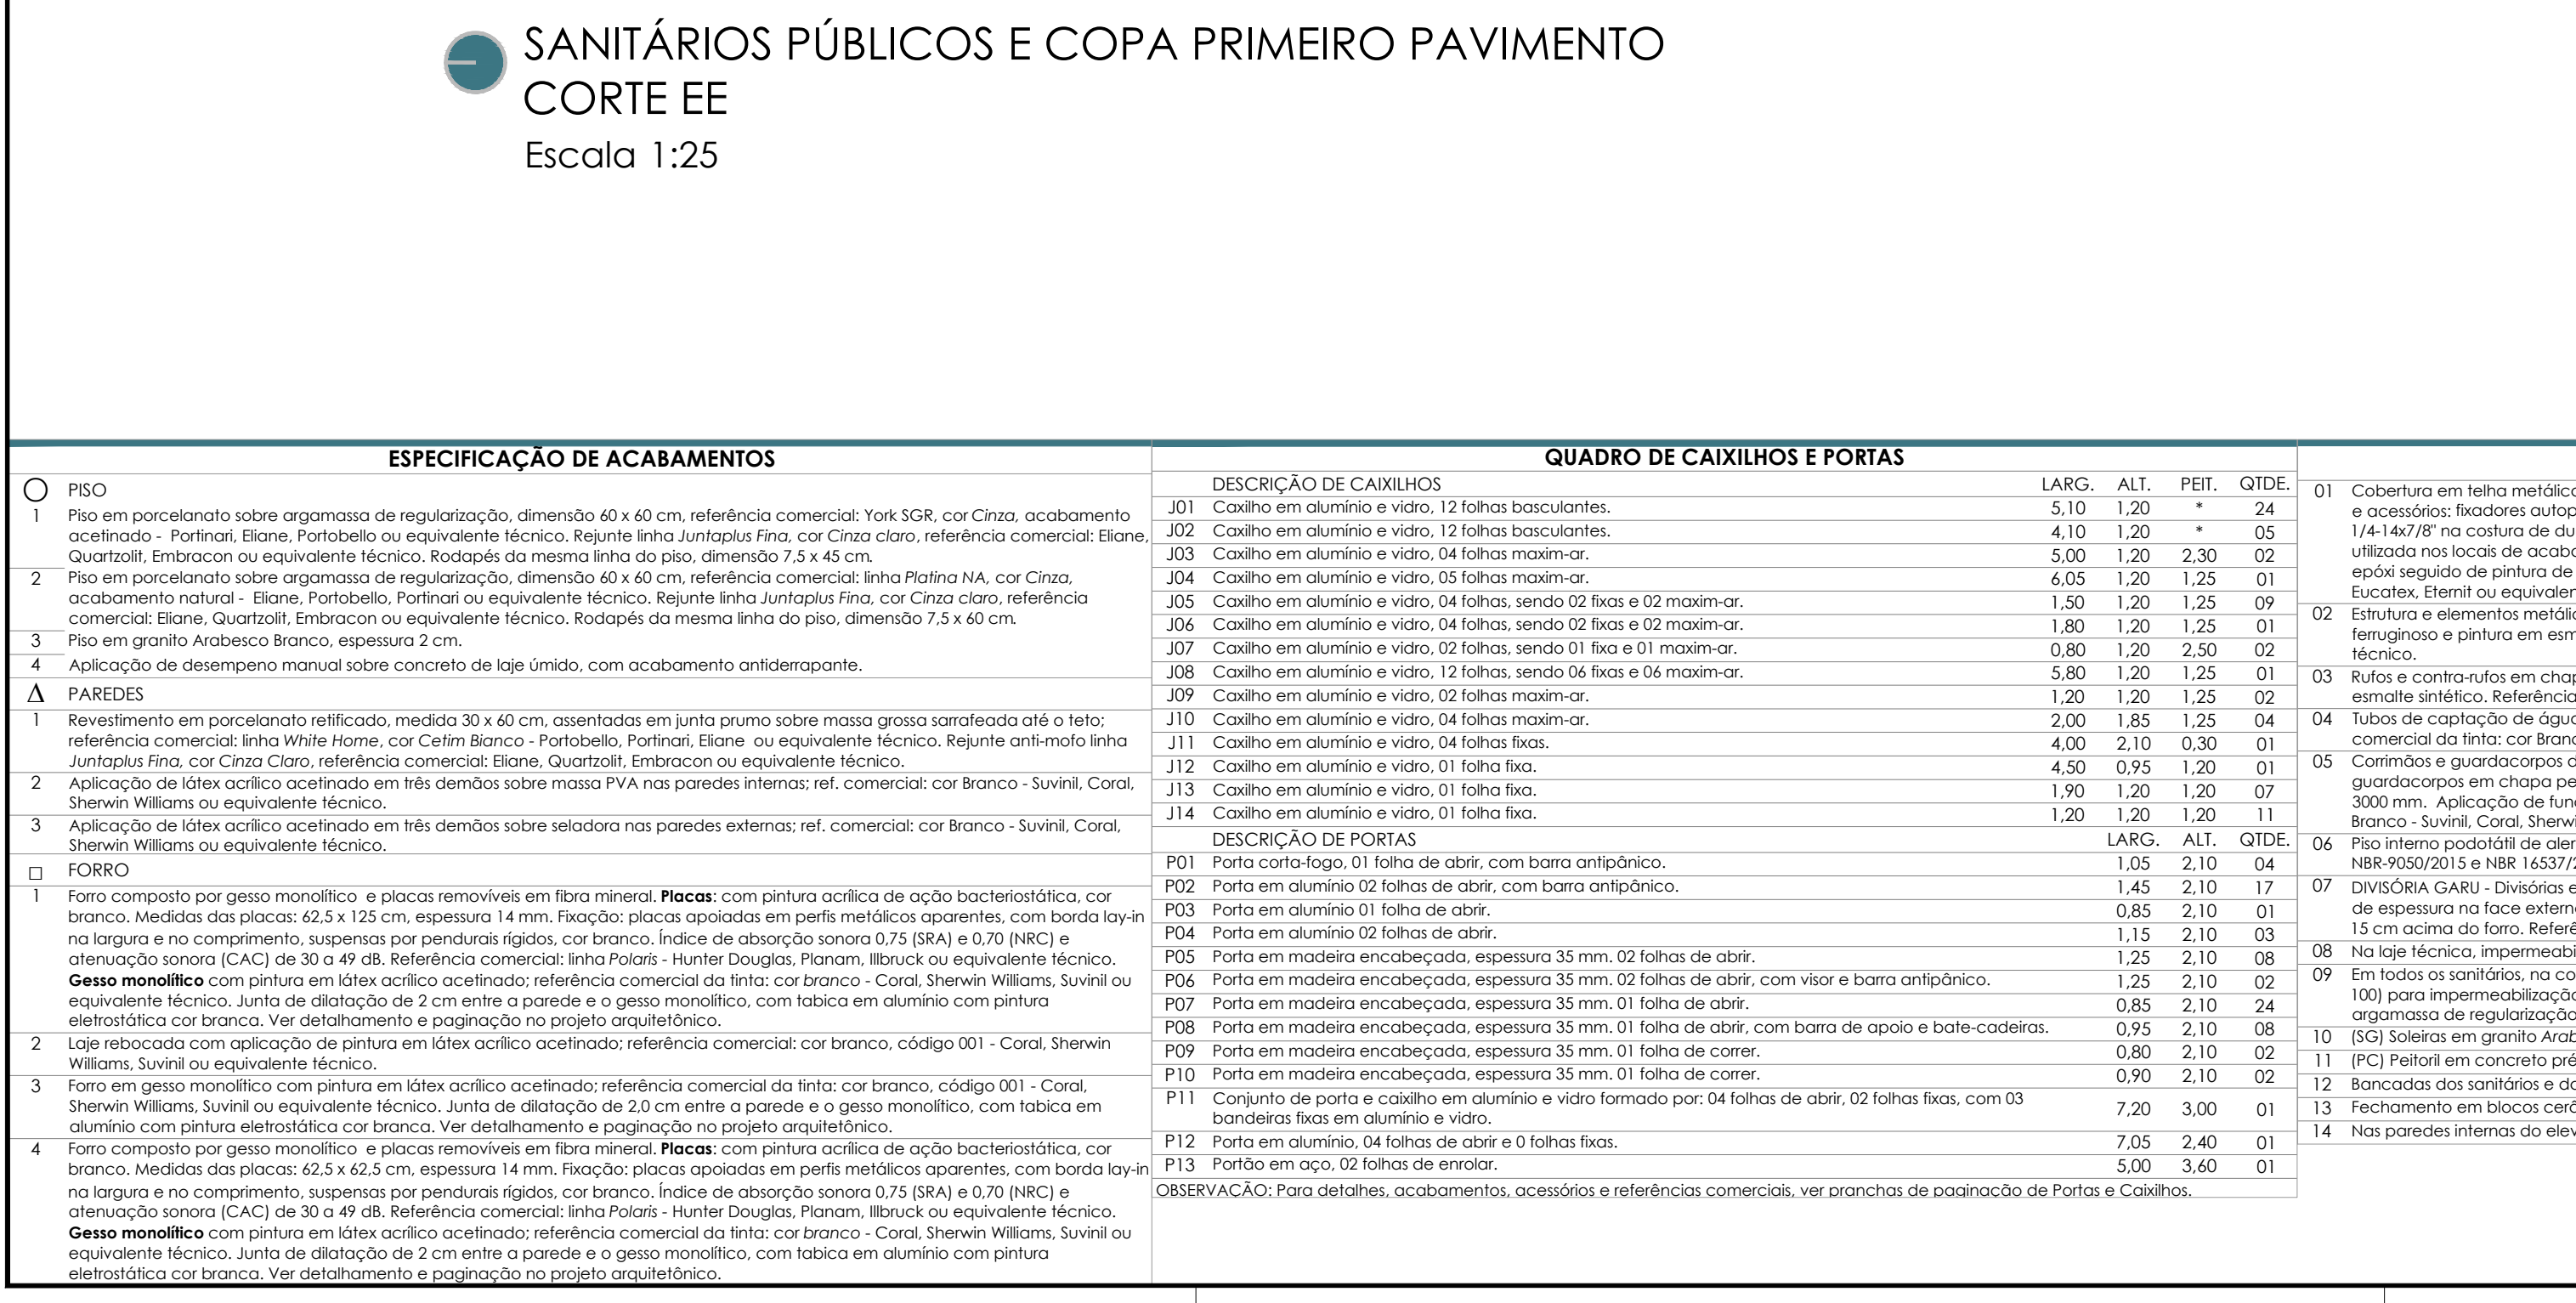 SANITÁRIOS PÚBLICOS E COPA PRIMEIRO PAVIMENTO
CORTE EE
Escala 1:25
ESPECIFICAÇÃO DE ACABAMENTOS
PISO
1 Piso em porcelanato sobre argamassa de regularização, dimensão 60 x 60 cm, referência comercial: York SGR, cor Cinza, acabamento
acetinado - Portinari, Eliane, Portobello ou equivalente técnico. Rejunte linha Juntaplus Fina, cor Cinza claro, referência comercial: Eliane,
Quartzolit, Embracon ou equivalente técnico. Rodapés da mesma linha do piso, dimensão 7,5 x 45 cm.
2 Piso em porcelanato sobre argamassa de regularização, dimensão 60 x 60 cm, referência comercial: linha Platina NA, cor Cinza,
acabamento natural - Eliane, Portobello, Portinari ou equivalente técnico. Rejunte linha Juntaplus Fina, cor Cinza claro, referência
comercial: Eliane, Quartzolit, Embracon ou equivalente técnico. Rodapés da mesma linha do piso, dimensão 7,5 x 60 cm.
3 Piso em granito Arabesco Branco, espessura 2 cm.
4 Aplicação de desempeno manual sobre concreto de laje úmido, com acabamento antiderrapante.
Δ PAREDES
1 Revestimento em porcelanato retificado, medida 30 x 60 cm, assentadas em junta prumo sobre massa grossa sarrafeada até o teto;
referência comercial: linha White Home, cor Cetim Bianco - Portobello, Portinari, Eliane ou equivalente técnico. Rejunte anti-mofo linha
Juntaplus Fina, cor Cinza Claro, referência comercial: Eliane, Quartzolit, Embracon ou equivalente técnico.
2 Aplicação de látex acrílico acetinado em três demãos sobre massa PVA nas paredes internas; ref. comercial: cor Branco - Suvinil, Coral,
Sherwin Williams ou equivalente técnico.
3 Aplicação de látex acrílico acetinado em três demãos sobre seladora nas paredes externas; ref. comercial: cor Branco - Suvinil, Coral,
Sherwin Williams ou equivalente técnico.
FORRO
1 Forro composto por gesso monolítico e placas removíveis em fibra mineral. Placas: com pintura acrílica de ação bacteriostática, cor
branco. Medidas das placas: 62,5 x 125 cm, espessura 14 mm. Fixação: placas apoiadas em perfis metálicos aparentes, com borda lay-in
na largura e no comprimento, suspensas por pendurais rígidos, cor branco. Índice de absorção sonora 0,75 (SRA) e 0,70 (NRC) e
atenuação sonora (CAC) de 30 a 49 dB. Referência comercial: linha Polaris - Hunter Douglas, Planam, Illbruck ou equivalente técnico.
Gesso monolítico com pintura em látex acrílico acetinado; referência comercial da tinta: cor branco - Coral, Sherwin Williams, Suvinil ou
equivalente técnico. Junta de dilatação de 2 cm entre a parede e o gesso monolítico, com tabica em alumínio com pintura
eletrostática cor branca. Ver detalhamento e paginação no projeto arquitetônico.
2 Laje rebocada com aplicação de pintura em látex acrílico acetinado; referência comercial: cor branco, código 001 - Coral, Sherwin
Williams, Suvinil ou equivalente técnico.
3 Forro em gesso monolítico com pintura em látex acrílico acetinado; referência comercial da tinta: cor branco, código 001 - Coral,
Sherwin Williams, Suvinil ou equivalente técnico. Junta de dilatação de 2,0 cm entre a parede e o gesso monolítico, com tabica em
alumínio com pintura eletrostática cor branca. Ver detalhamento e paginação no projeto arquitetônico.
4 Forro composto por gesso monolítico e placas removíveis em fibra mineral. Placas: com pintura acrílica de ação bacteriostática, cor
branco. Medidas das placas: 62,5 x 62,5 cm, espessura 14 mm. Fixação: placas apoiadas em perfis metálicos aparentes, com borda lay-in
na largura e no comprimento, suspensas por pendurais rígidos, cor branco. Índice de absorção sonora 0,75 (SRA) e 0,70 (NRC) e
atenuação sonora (CAC) de 30 a 49 dB. Referência comercial: linha Polaris - Hunter Douglas, Planam, Illbruck ou equivalente técnico.
Gesso monolítico com pintura em látex acrílico acetinado; referência comercial da tinta: cor branco - Coral, Sherwin Williams, Suvinil ou
equivalente técnico. Junta de dilatação de 2 cm entre a parede e o gesso monolítico, com tabica em alumínio com pintura
eletrostática cor branca. Ver detalhamento e paginação no projeto arquitetônico.
QUADRO DE CAIXILHOS E PORTAS
DESCRIÇÃO DE CAIXILHOS LARG. ALT. PEIT. QTDE.
J01 Caxilho em alumínio e vidro, 12 folhas basculantes. 5,10 1,20 * 24
J02 Caxilho em alumínio e vidro, 12 folhas basculantes. 4,10 1,20 * 05
J03 Caxilho em alumínio e vidro, 04 folhas maxim-ar. 5,00 1,20 2,30 02
J04 Caxilho em alumínio e vidro, 05 folhas maxim-ar. 6,05 1,20 1,25 01
J05 Caxilho em alumínio e vidro, 04 folhas, sendo 02 fixas e 02 maxim-ar. 1,50 1,20 1,25 09
J06 Caxilho em alumínio e vidro, 04 folhas, sendo 02 fixas e 02 maxim-ar. 1,80 1,20 1,25 01
J07 Caxilho em alumínio e vidro, 02 folhas, sendo 01 fixa e 01 maxim-ar. 0,80 1,20 2,50 02
J08 Caxilho em alumínio e vidro, 12 folhas, sendo 06 fixas e 06 maxim-ar. 5,80 1,20 1,25 01
J09 Caxilho em alumínio e vidro, 02 folhas maxim-ar. 1,20 1,20 1,25 02
J10 Caxilho em alumínio e vidro, 04 folhas maxim-ar. 2,00 1,85 1,25 04
J11 Caxilho em alumínio e vidro, 04 folhas fixas. 4,00 2,10 0,30 01
J12 Caxilho em alumínio e vidro, 01 folha fixa. 4,50 0,95 1,20 01
J13 Caxilho em alumínio e vidro, 01 folha fixa. 1,90 1,20 1,20 07
J14 Caxilho em alumínio e vidro, 01 folha fixa. 1,20 1,20 1,20 11
DESCRIÇÃO DE PORTAS LARG. ALT. QTDE.
P01 Porta corta-fogo, 01 folha de abrir, com barra antipânico. 1,05 2,10 04
P02 Porta em alumínio 02 folhas de abrir, com barra antipânico. 1,45 2,10 17
P03 Porta em alumínio 01 folha de abrir. 0,85 2,10 01
P04 Porta em alumínio 02 folhas de abrir. 1,15 2,10 03
P05 Porta em madeira encabeçada, espessura 35 mm. 02 folhas de abrir. 1,25 2,10 08
P06 Porta em madeira encabeçada, espessura 35 mm. 02 folhas de abrir, com visor e barra antipânico. 1,25 2,10 02
P07 Porta em madeira encabeçada, espessura 35 mm. 01 folha de abrir. 0,85 2,10 24
P08 Porta em madeira encabeçada, espessura 35 mm. 01 folha de abrir, com barra de apoio e bate-cadeiras. 0,95 2,10 08
P09 Porta em madeira encabeçada, espessura 35 mm. 01 folha de correr. 0,80 2,10 02
P10 Porta em madeira encabeçada, espessura 35 mm. 01 folha de correr. 0,90 2,10 02
P11 Conjunto de porta e caixilho em alumínio e vidro formado por: 04 folhas de abrir, 02 folhas fixas, com 03
bandeiras fixas em alumínio e vidro. 7,20 3,00 01
P12 Porta em alumínio, 04 folhas de abrir e 0 folhas fixas. 7,05 2,40 01
P13 Portão em aço, 02 folhas de enrolar. 5,00 3,60 01
OBSERVAÇÃO: Para detalhes, acabamentos, acessórios e referências comerciais, ver pranchas de paginação de Portas e Caixilhos.
01 Cobertura em telha
e acessórios: fixadores
1/4-14x7/8" na costura de
utilizada nos locais de
epóxi seguido de pintura de
Eucatex, Eternit ou
02 Estrutura e elementos
ferruginoso e pintura em
técnico.
03 Rufos e contra-rufos em
esmalte sintético. Referência
04 Tubos de captação de
comercial da tinta: cor
05 Corrimãos e guardacorpos
guardacorpos em chapa
3000 mm. Aplicação de
Branco - Suvinil, Coral,
06 Piso interno podotátil de
NBR-9050/2015 e NBR
07 DIVISÓRIA GARU - Divisórias
de espessura na face
15 cm acima do forro.
08 Na laje técnica,
09 Em todos os sanitários, na
100) para
argamassa de regularização
10 (SG) Soleiras em granito
11 (PC) Peitoril em concreto
12 Bancadas dos sanitários e
13 Fechamento em blocos
14 Nas paredes internas do